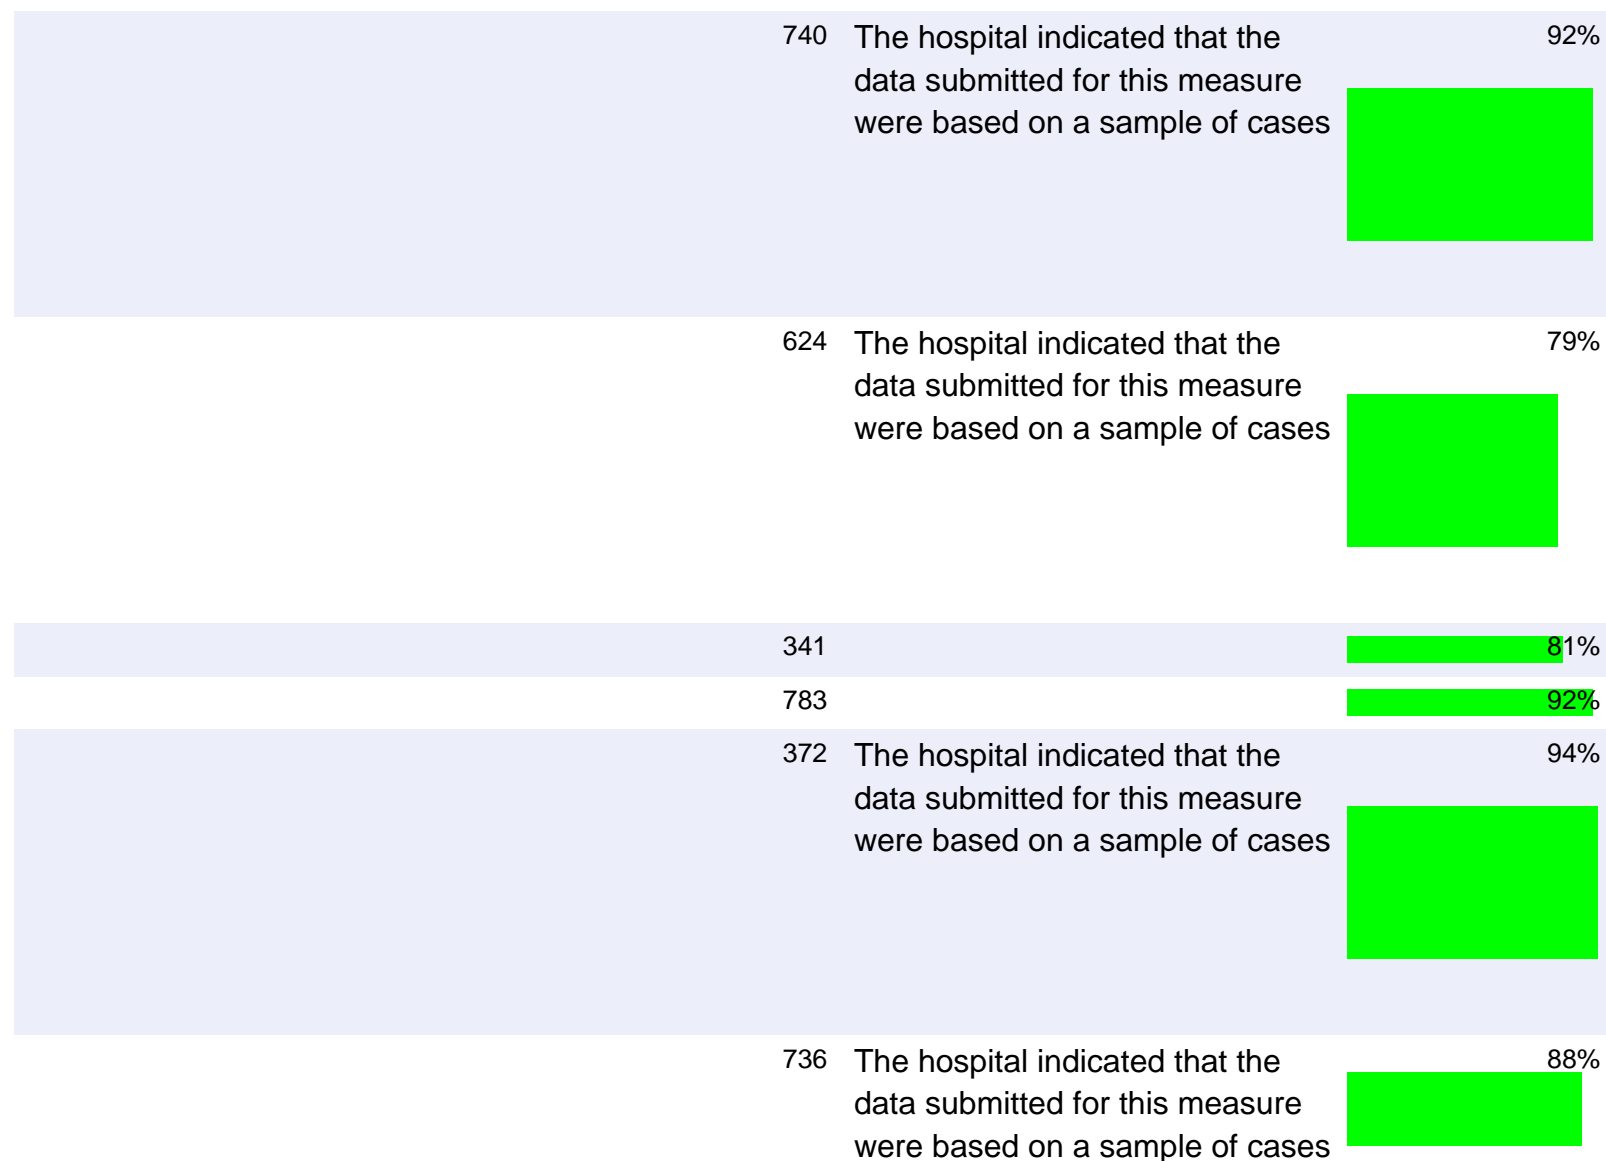 740 The hospital indicated that the 92%
data submitted for this measure
were based on a sample of cases
624 The hospital indicated that the 79%
data submitted for this measure
were based on a sample of cases
341 81%
783 92%
372 The hospital indicated that the 94%
data submitted for this measure
were based on a sample of cases
736 The hospital indicated that the 88%
data submitted for this measure
were based on a sample of cases